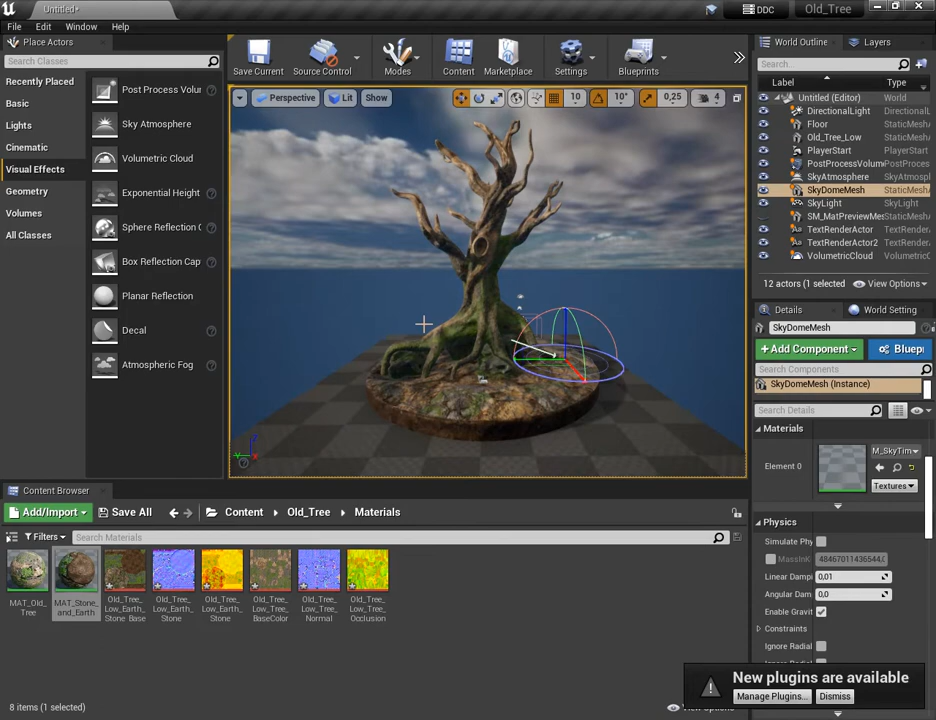 Untitled*
DDC
Old_Tree
File Edit Window Help
Place Actors
Search Classes
Recently Placed
Basic
Lights
Cinematic
Visual Effects
Geometry
Volumes
All Classes
Post Process Volu
Sky Atmosphere
Volumetric Cloud
Exponential Height
Sphere Reflection C
Box Reflection Cap
Planar Reflection
Decal
Atmospheric Fog
Save Current
Source Control
Modes
Content
Marketplace
Settings
Blueprints
Perspective
Lit
Show
10
10°
0,25
4
World Outline
Layers
Search...
Label Type
Untitled (Editor) World
DirectionalLight Directional
Floor StaticMesh
Old_Tree_Low StaticMesh
PlayerStart PlayerStart
PostProcessVolum PostProces
SkyAtmosphere SkyAtmosp
SkyDomeMesh StaticMesh
SkyLight SkyLight
SM_MatPreviewMes StaticMesh
TextRenderActor TextRender
TextRenderActor2 TextRender
VolumetricCloud Volumetric
12 actors (1 selected
View Options
Details
World Setting
SkyDomeMesh
+Add Component
Bluepr
Search Components
SkyDomeMesh (Instance)
Search Details
Materials
Element 0
M_SkyTim
Textures
Physics
Simulate Phy
MassInK
Linear Dampi 0,01
Angular Dam 0,0
Enable Gravit
Constraints
Ignore Radial
Content Browser
Add/Import
Save All
Content
Old_Tree
Materials
Filters
Search Materials
MAT_Old_
Tree
MAT_Stone_
and_Earth
Old_Tree_
Low_Earth_
Stone_Base
Old_Tree_
Low_Earth_
Stone
Old_Tree_
Low_Earth_
Stone
Old_Tree_
Low_Tree_
BaseColor
Old_Tree_
Low_Tree_
Normal
Old_Tree_
Low_Tree_
Occlusion
8 items (1 selected)
New plugins are available
Manage Plugins...
Dismiss